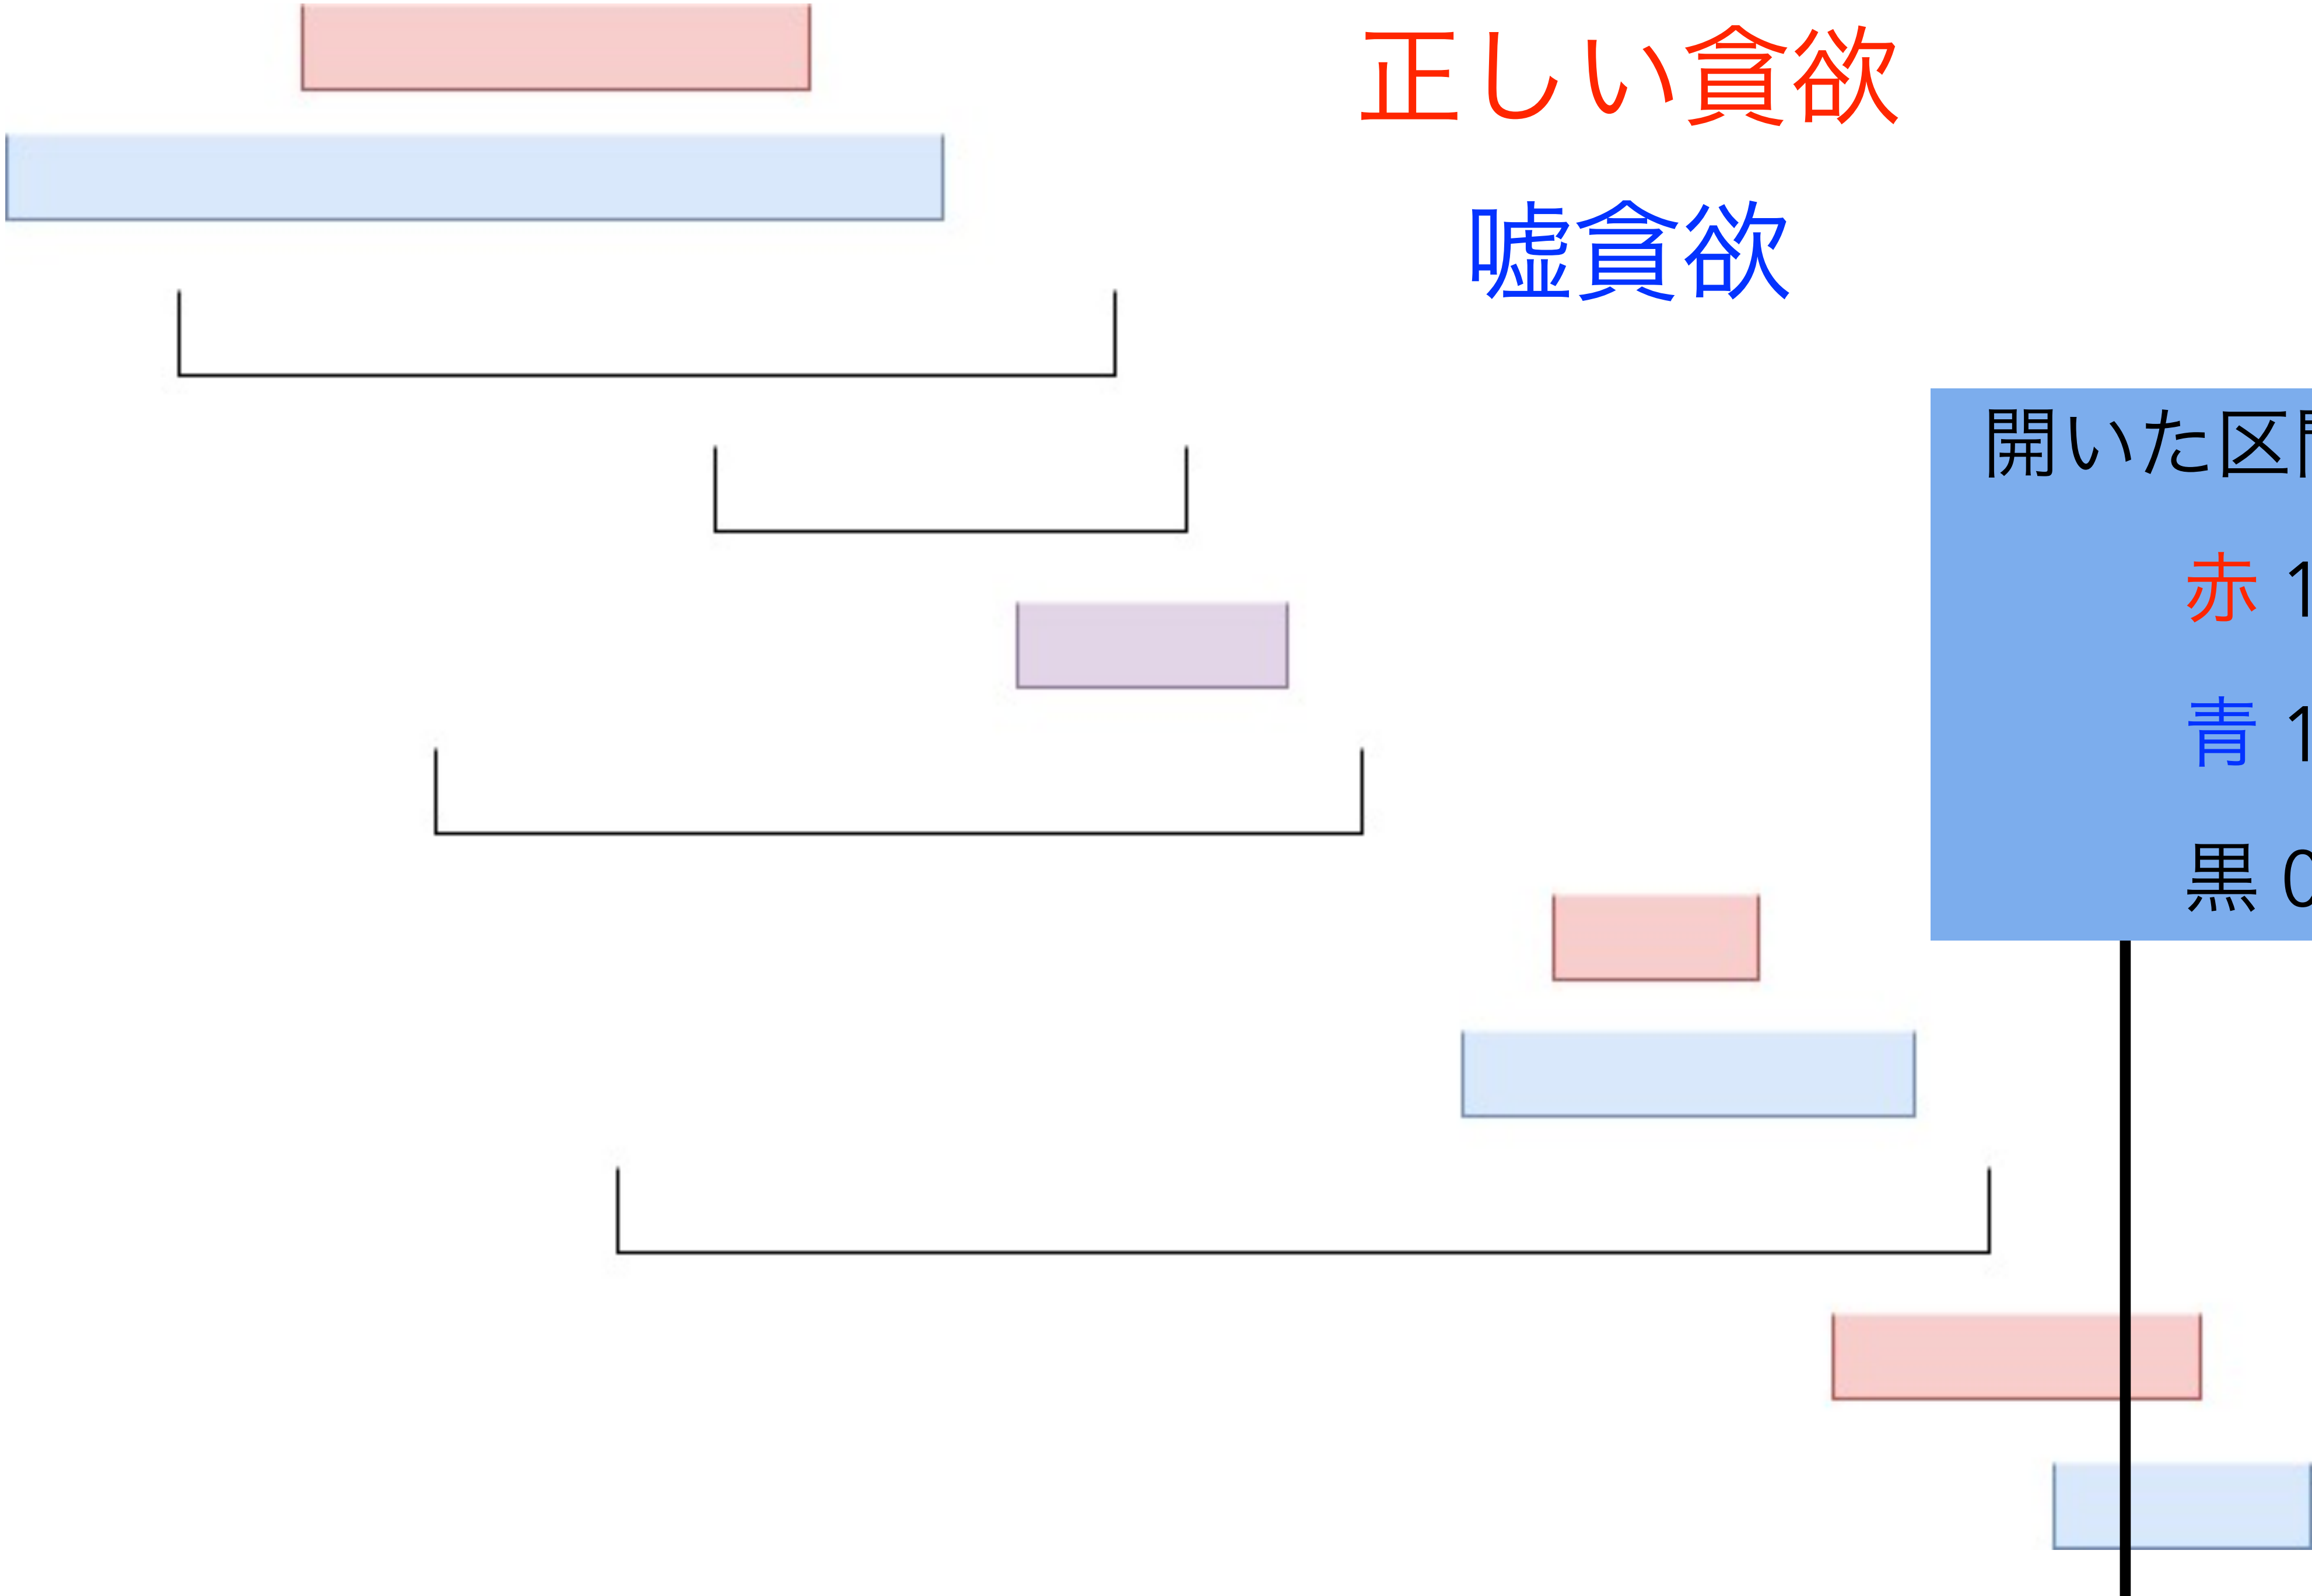 正しい貪欲
嘘貪欲
開いた区
赤 1
青 1
黒 0